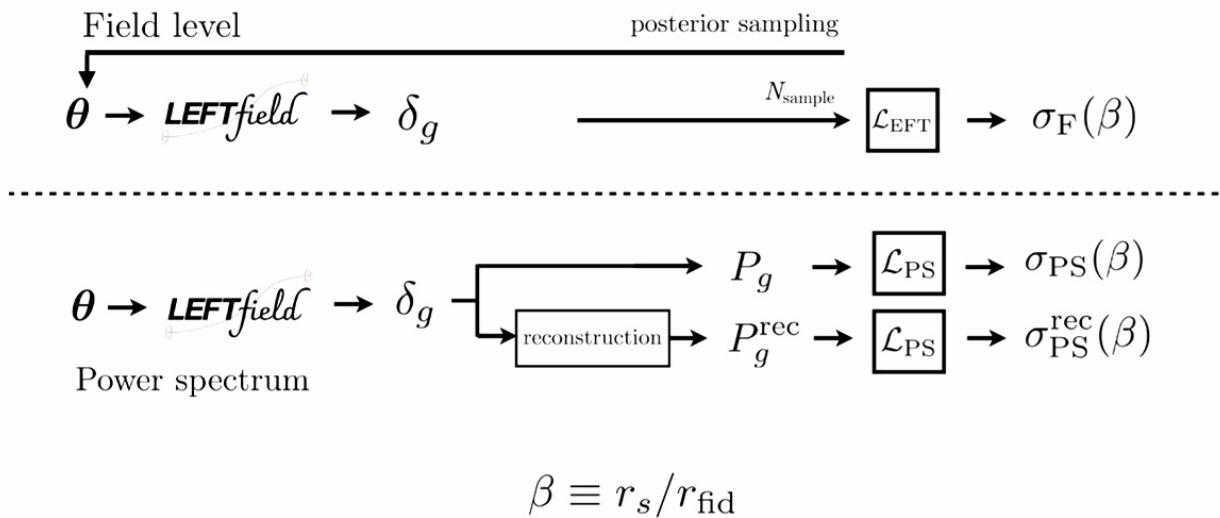 Field level posterior sampling
θ → LEFTfield → δ_g N_sample → ℒ_EFT → σ_F(β)
P_g → ℒ_PS → σ_PS(β)
θ → LEFTfield → δ_g
reconstruction → P_g^rec → ℒ_PS → σ_PS^rec(β)
Power spectrum
β ≡ r_s/r_fid